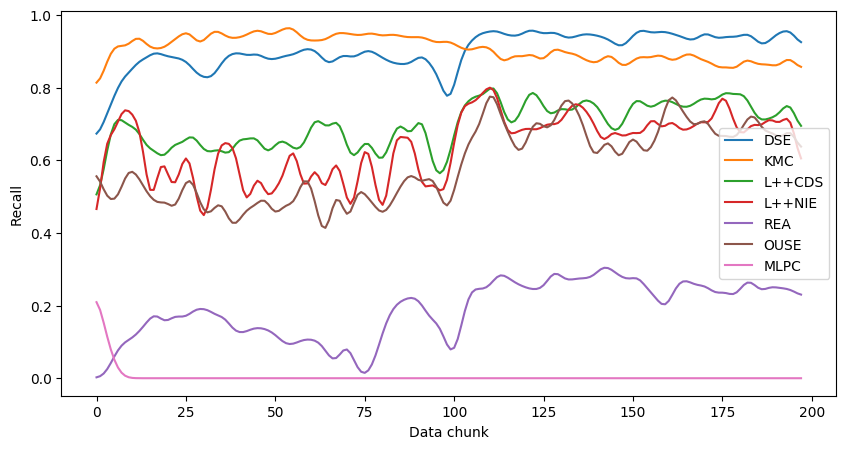 1.0
0.8
0.6
0.4
0.2
0.0
Recall
0
25
50
75
100
125
150
175
200
Data chunk
DSE
KMC
L++CDS
L++NIE
REA
OUSE
MLPC